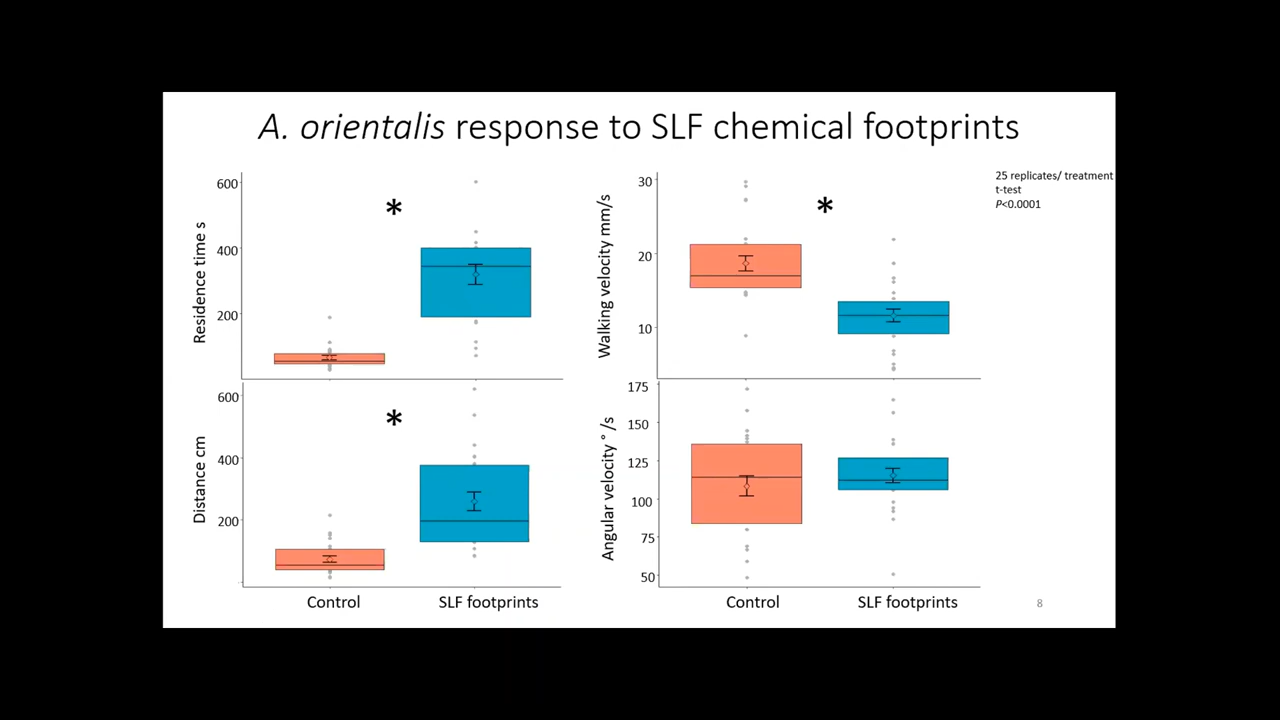 A. orientalis response to SLF chemical footprints
25 replicates/ treatment
t-test
P<0.0001
Residence time s
600
400
200
*
Walking velocity mm/s
30
20
10
*
Distance cm
600
400
200
*
Control
SLF footprints
Angular velocity °/s
175
150
125
100
75
50
Control
SLF footprints
8